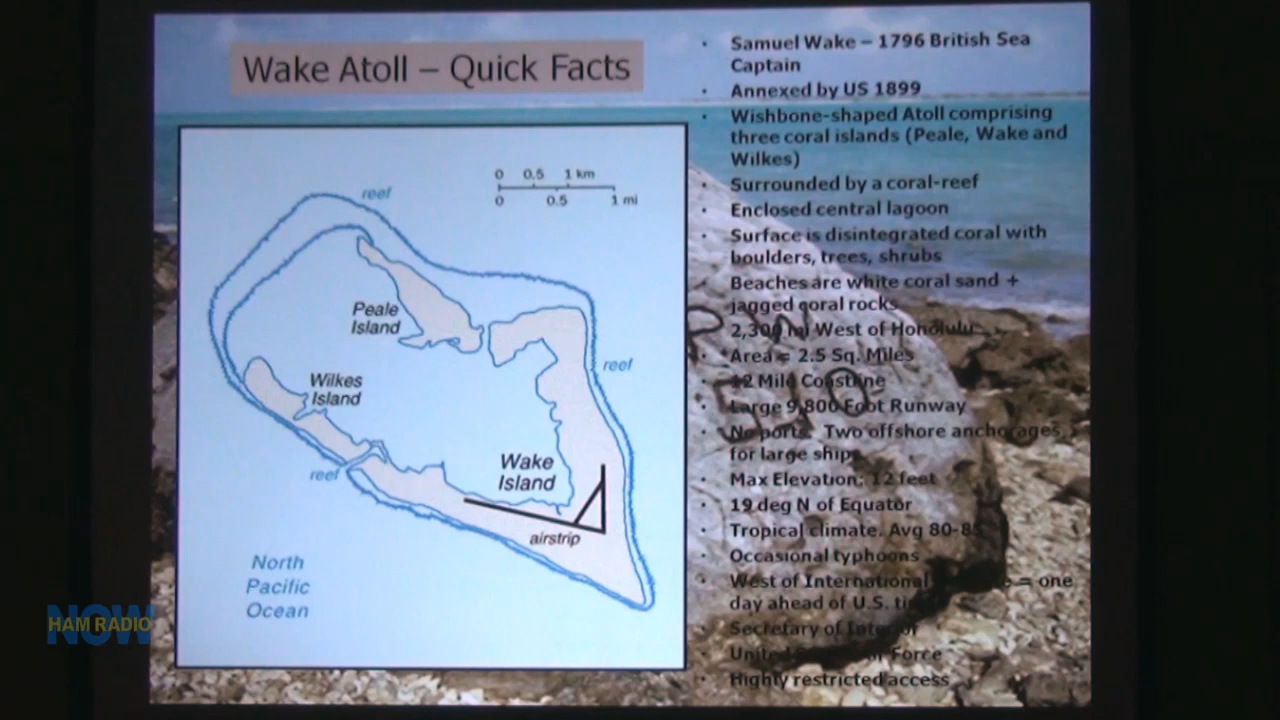 Wake Atoll – Quick Facts
reef
0 0.5 1 km
0 0.5 1 mi
Peale
Island
reef
Wilkes
Island
Wake
Island
reef
airstrip
North
Pacific
Ocean
• Samuel Wake – 1796 British Sea
Captain
• Annexed by US 1899
• Wishbone-shaped Atoll comprising
three coral islands (Peale, Wake and
Wilkes)
• Surrounded by a coral-reef
• Enclosed central lagoon
• Surface is disintegrated coral with
boulders, trees, shrubs
• Beaches are white coral sand +
jagged coral rocks
• 2,300 mi West of Honolulu
• Area = 2.5 Sq. Miles
• 12 Mile Coastline
• Large 9,800 Foot Runway
• No ports. Two offshore anchorages
for large ships
• Max Elevation: 12 feet
• 19 deg N of Equator
• Tropical climate. Avg 80-85
• Occasional typhoons
• West of International = one
day ahead of U.S.
• Secretary of Interior
• United Force
• Highly restricted access
HAM RADIO
NOW